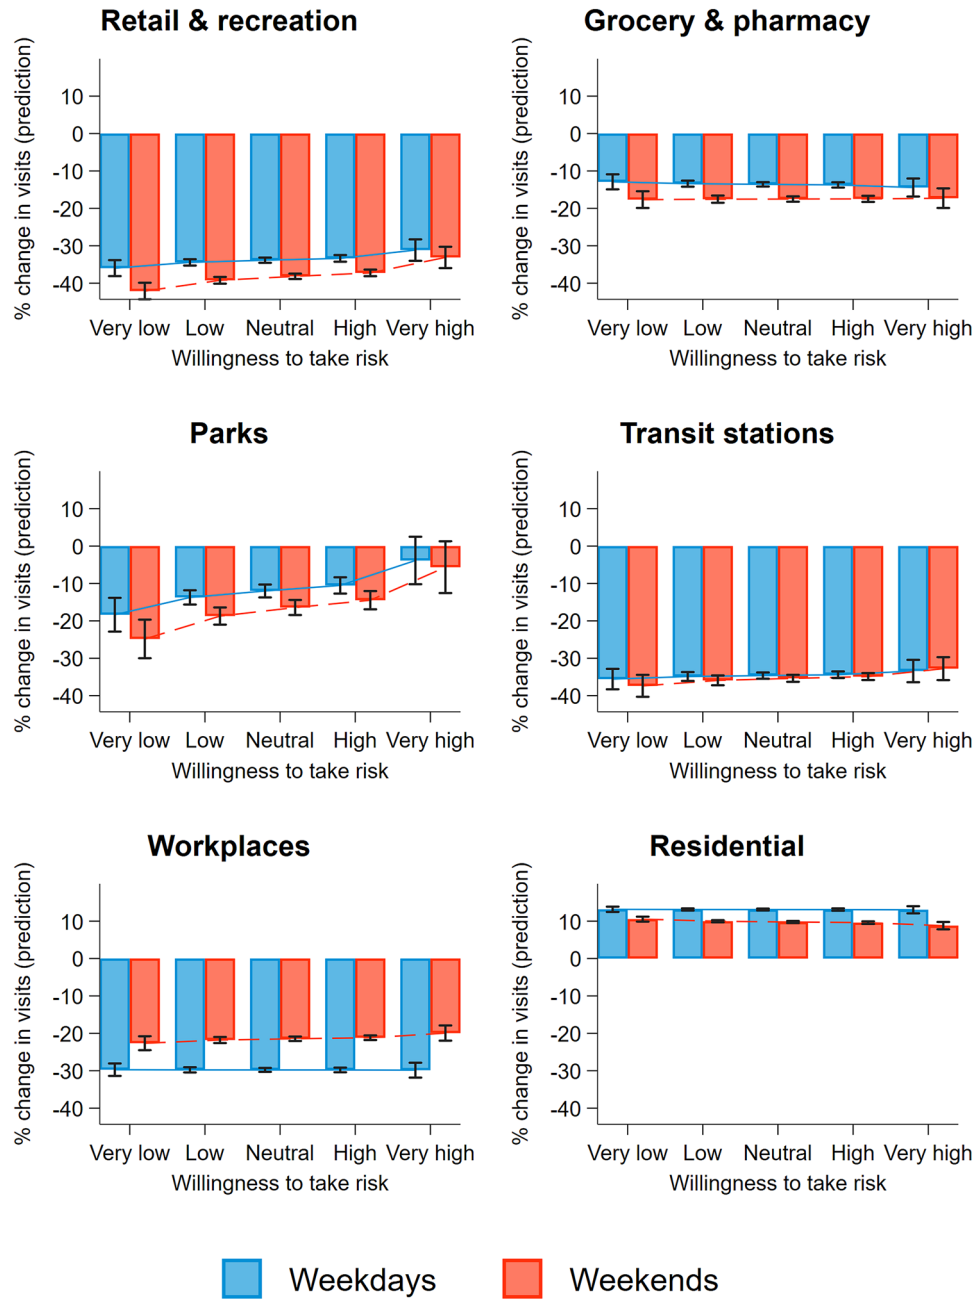 Retail & recreation
% change in visits (prediction)
10
0
-10
-20
-30
-40
Very low Low Neutral High Very high
Willingness to take risk
Grocery & pharmacy
% change in visits (prediction)
10
0
-10
-20
-30
-40
Very low Low Neutral High Very high
Willingness to take risk
Parks
% change in visits (prediction)
10
0
-10
-20
-30
-40
Very low Low Neutral High Very high
Willingness to take risk
Transit stations
% change in visits (prediction)
10
0
-10
-20
-30
-40
Very low Low Neutral High Very high
Willingness to take risk
Workplaces
% change in visits (prediction)
10
0
-10
-20
-30
-40
Very low Low Neutral High Very high
Willingness to take risk
Residential
% change in visits (prediction)
10
0
-10
-20
-30
-40
Very low Low Neutral High Very high
Willingness to take risk
Weekdays Weekends